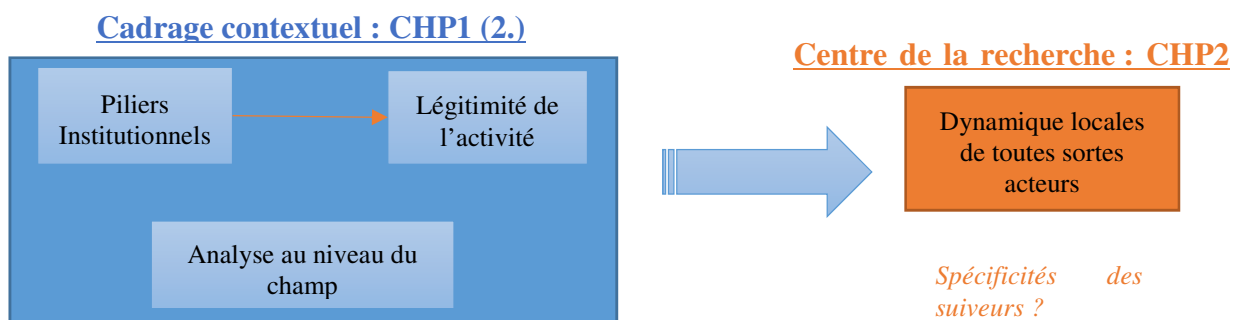 Cadrage contextuel : CHP1 (2.)
Piliers
Institutionnels
Légitimité de
l’activité
Analyse au niveau du
champ
Centre de la recherche : CHP2
Dynamique locales
de toutes sortes
acteurs
Spécificités des
suiveurs ?